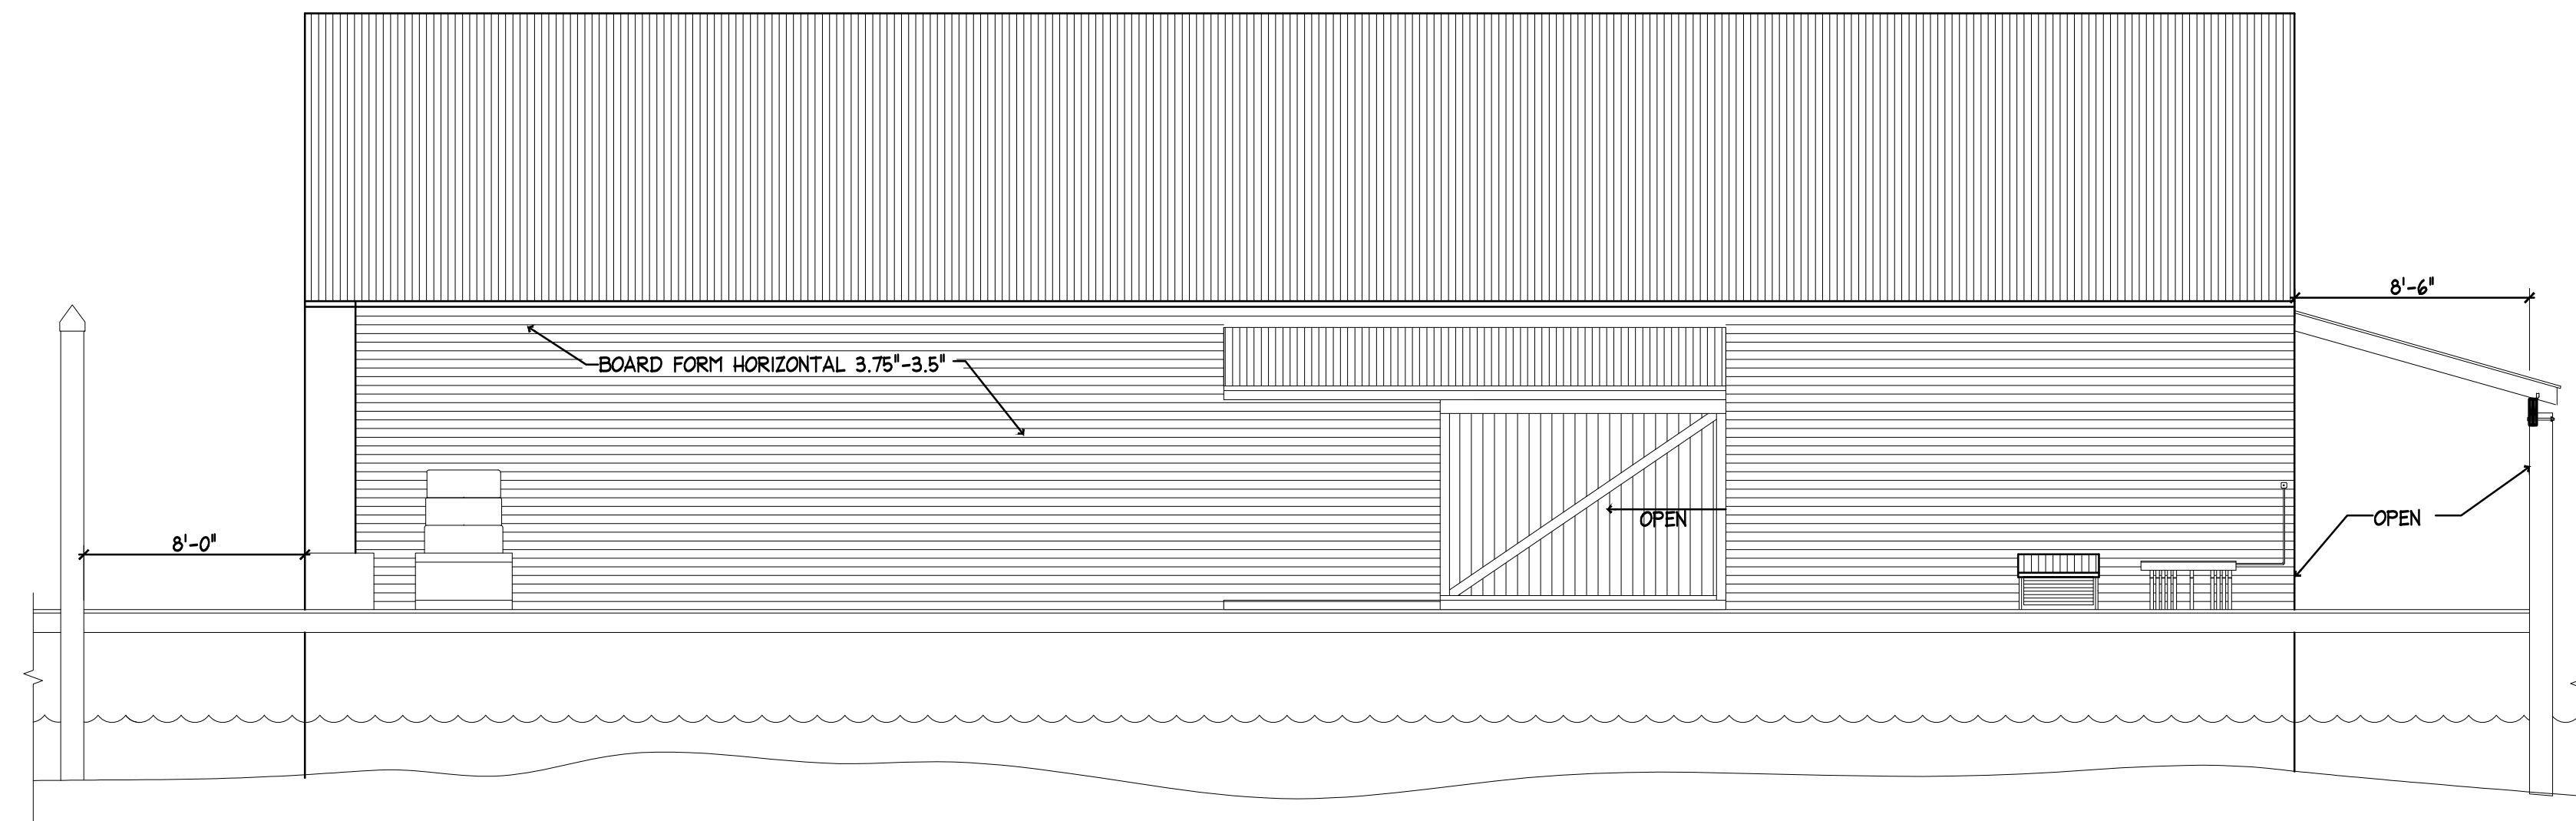 8'-6"
BOARD FORM HORIZONTAL 3.75"-3.5"
OPEN
OPEN
8'-0"